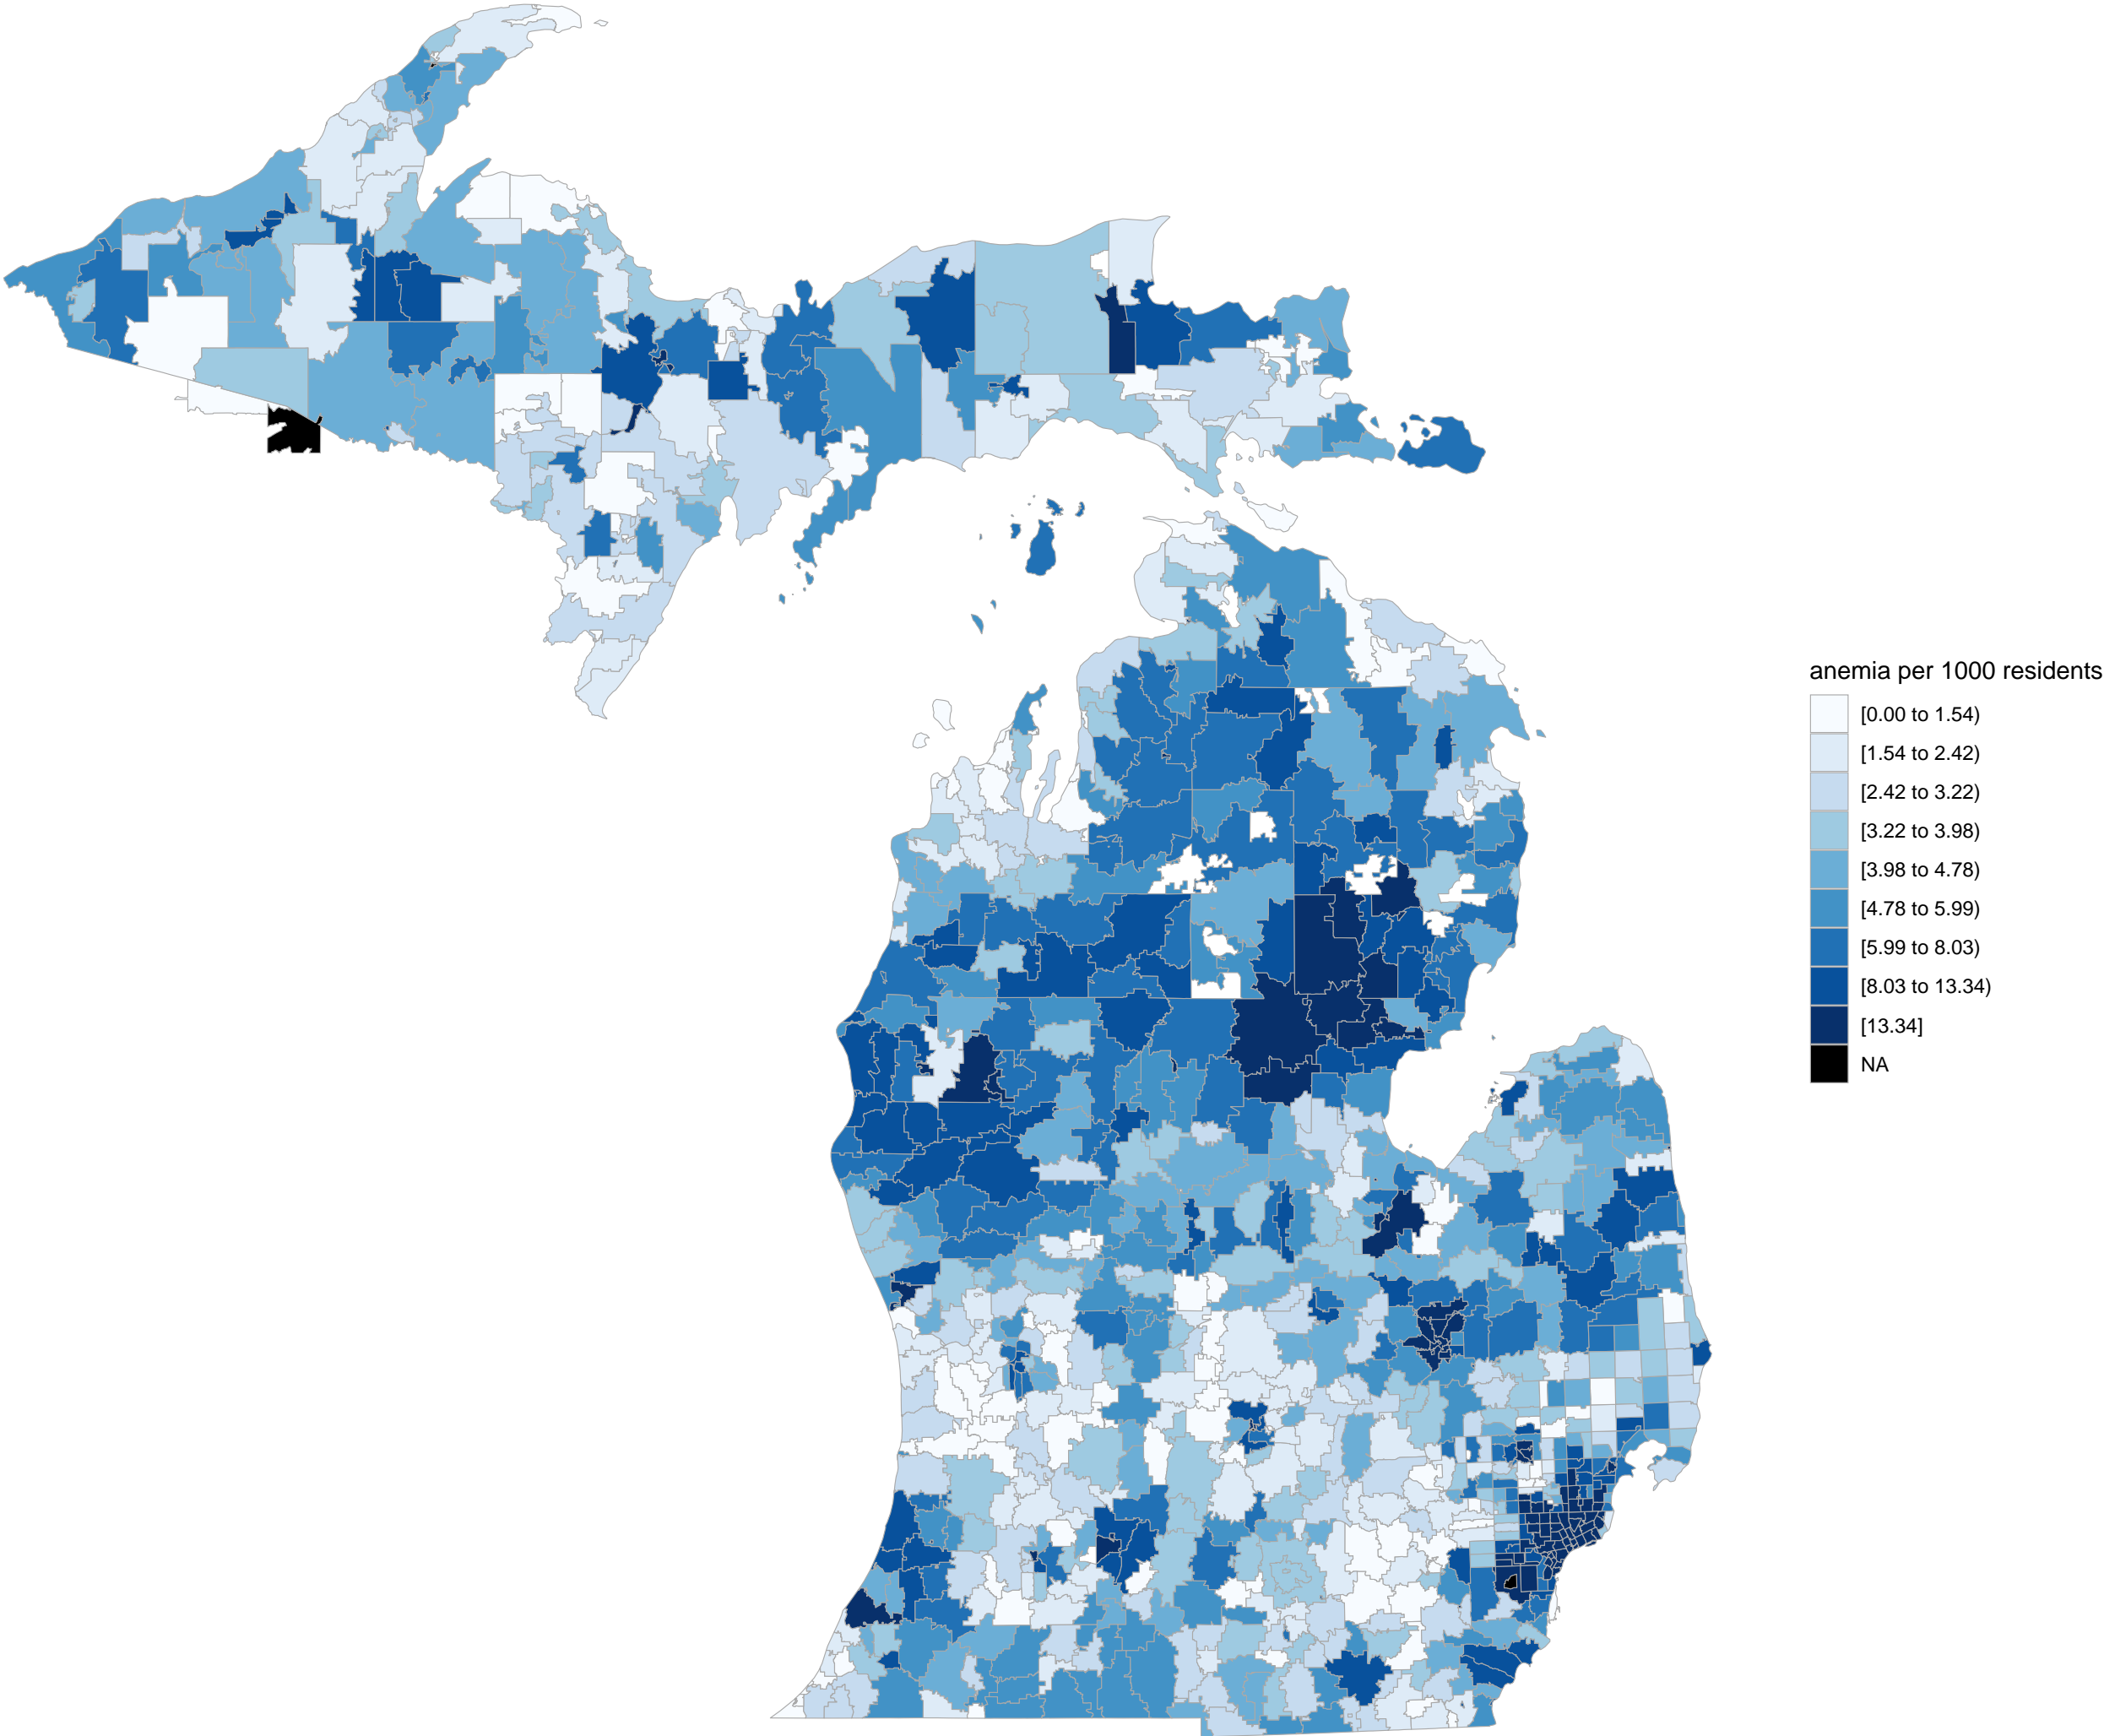 anemia per 1000 residents
[0.00 to 1.54)
[1.54 to 2.42)
[2.42 to 3.22)
[3.22 to 3.98)
[3.98 to 4.78)
[4.78 to 5.99)
[5.99 to 8.03)
[8.03 to 13.34)
[13.34]
NA